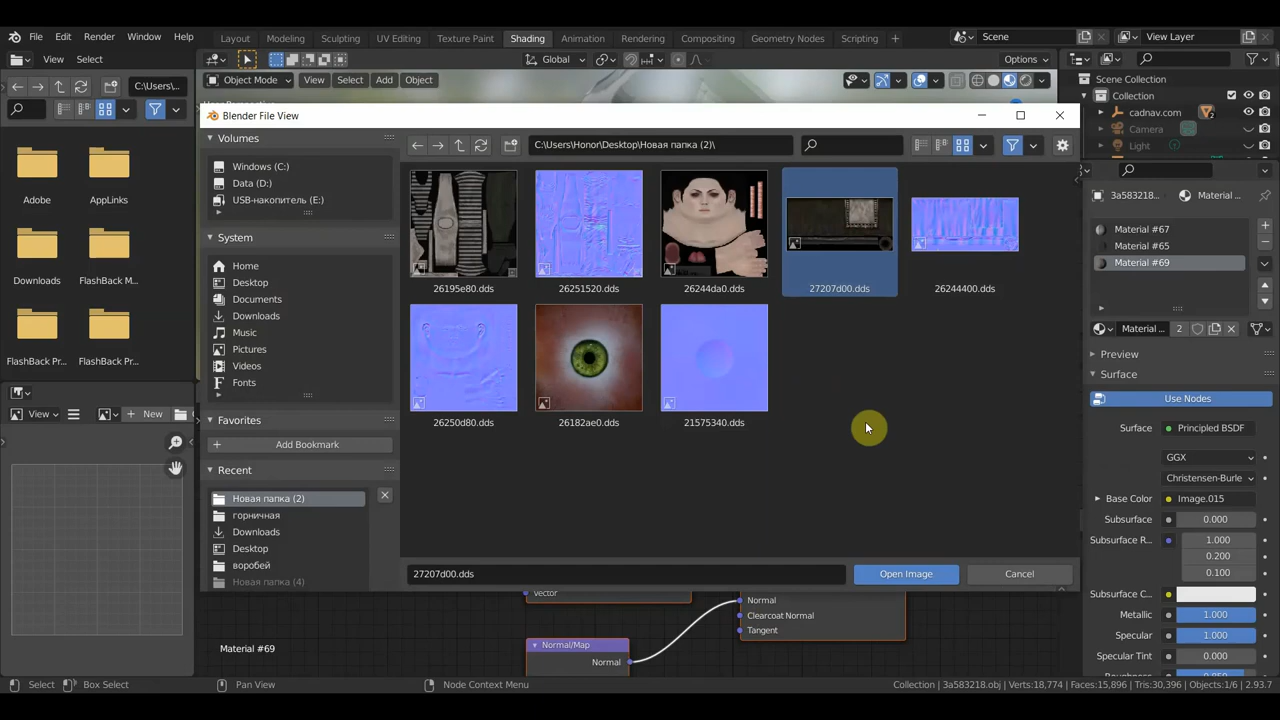 File Edit Render Window Help Layout Modeling Sculpting UV Editing Texture Paint Shading Animation Rendering Compositing Geometry Nodes Scripting Scene View Layer
View Select Global Options
Object Mode View Select Add Object
C:\Users\...
Scene Collection
Collection
cadnav.com
Camera
Light
Blender File View
Volumes
Windows (C:)
Data (D:)
USB-накопитель (E:)
System
Home
Desktop
Documents
Downloads
Music
Pictures
Videos
Fonts
Favorites
Add Bookmark
Recent
Новая папка (2)
горничная
Downloads
Desktop
воробей
Новая папка (4)
C:\Users\Honor\Desktop\Новая папка (2)\
26195e80.dds 26251520.dds 26244da0.dds 27207d00.dds 26244400.dds
26250d80.dds 26182ae0.dds 21575340.dds
27207d00.dds Open Image Cancel
Adobe AppLinks
Downloads FlashBack M...
FlashBack Pr... FlashBack Pr...
View New
3a583218... Material ...
Material #67
Material #65
Material #69
Material ... 2
Preview
Surface
Use Nodes
Surface Principled BSDF
GGX
Christensen-Burle
Base Color Image.015
Subsurface 0.000
Subsurface R... 1.000
0.200
0.100
Subsurface C...
Metallic 1.000
Specular 1.000
Specular Tint 0.000
Vector
Normal
Clearcoat Normal
Tangent
Normal/Map
Normal
Material #69
Select Box Select Pan View Node Context Menu Collection | 3a583218.obj | Verts:18,774 | Faces:15,896 | Tris:30,396 | Objects:1/6 | 2.93.7